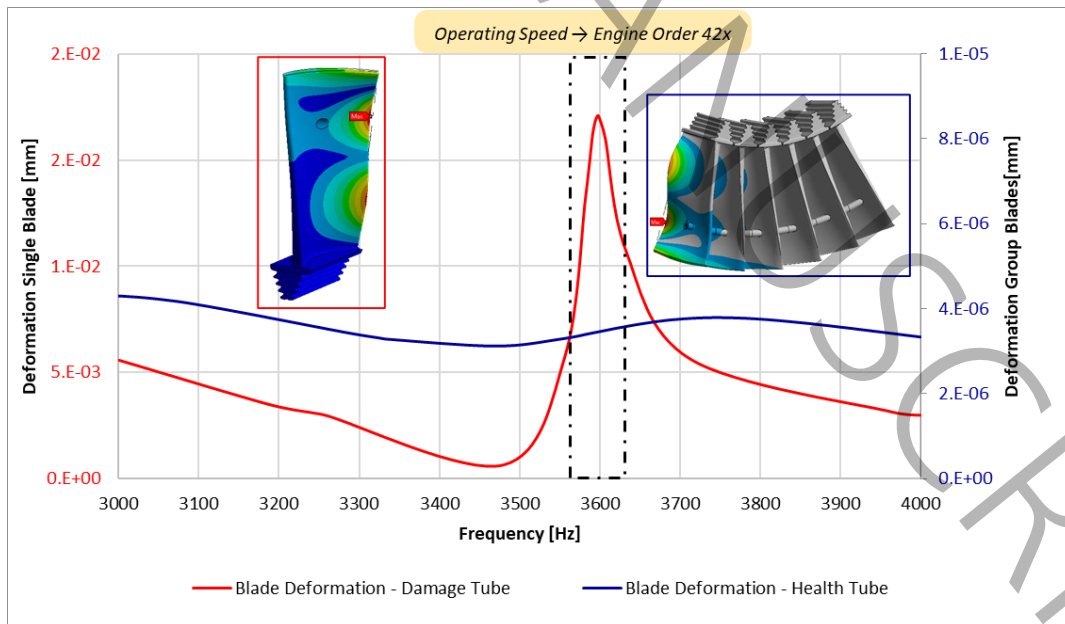 Operating Speed → Engine Order 42x
2.E-02
2.E-02
1.E-02
5.E-03
0.E+00
Deformation Single Blade [mm]
1.E-05
8.E-06
6.E-06
4.E-06
2.E-06
0.E+00
Deformation Group Blades[mm]
Max
Max
3000 3100 3200 3300 3400 3500 3600 3700 3800 3900 4000
Frequency [Hz]
Blade Deformation - Damage Tube Blade Deformation - Health Tube